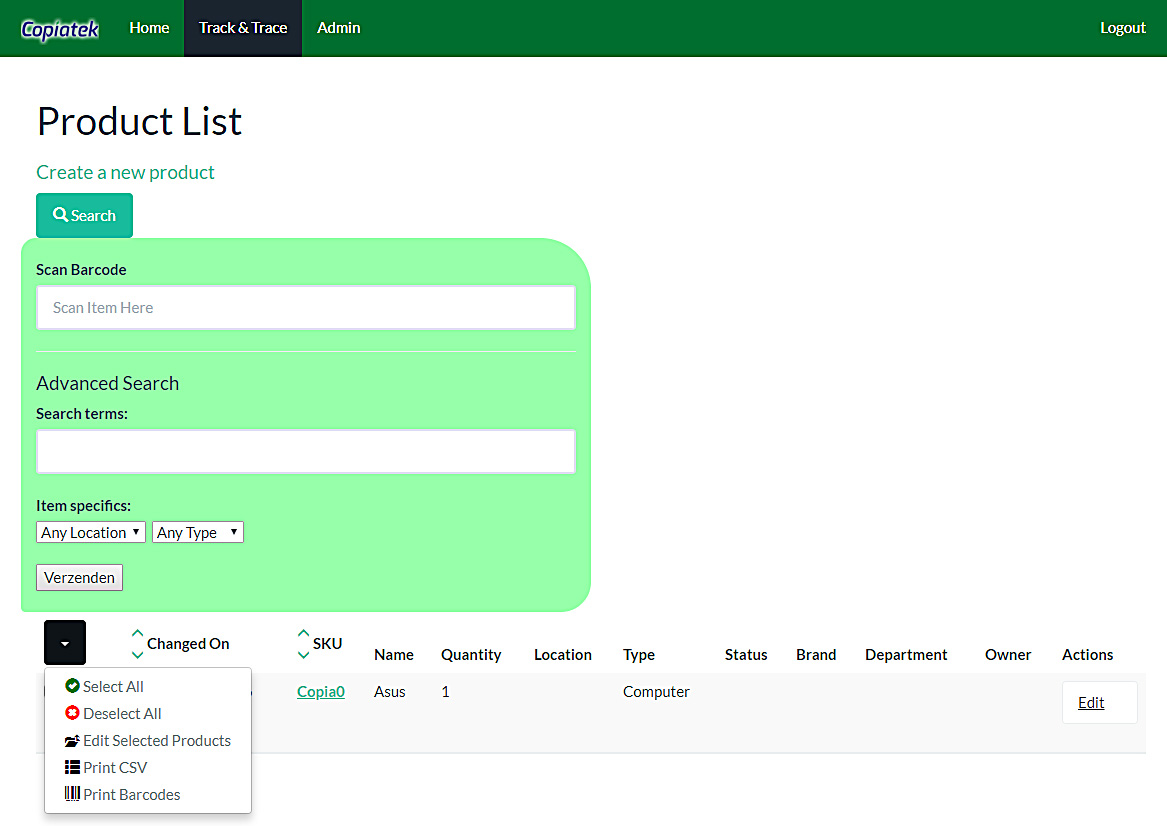 Copiatek Home Track & Trace Admin Logout
Product List
Create a new product
Search
Scan Barcode
Scan Item Here
Advanced Search
Search terms:
Item specifics:
Any Location Any Type
Verzenden
Changed On SKU Name Quantity Location Type Status Brand Department Owner Actions
Copia0 Asus 1 Computer Edit
Select All
Deselect All
Edit Selected Products
Print CSV
Print Barcodes